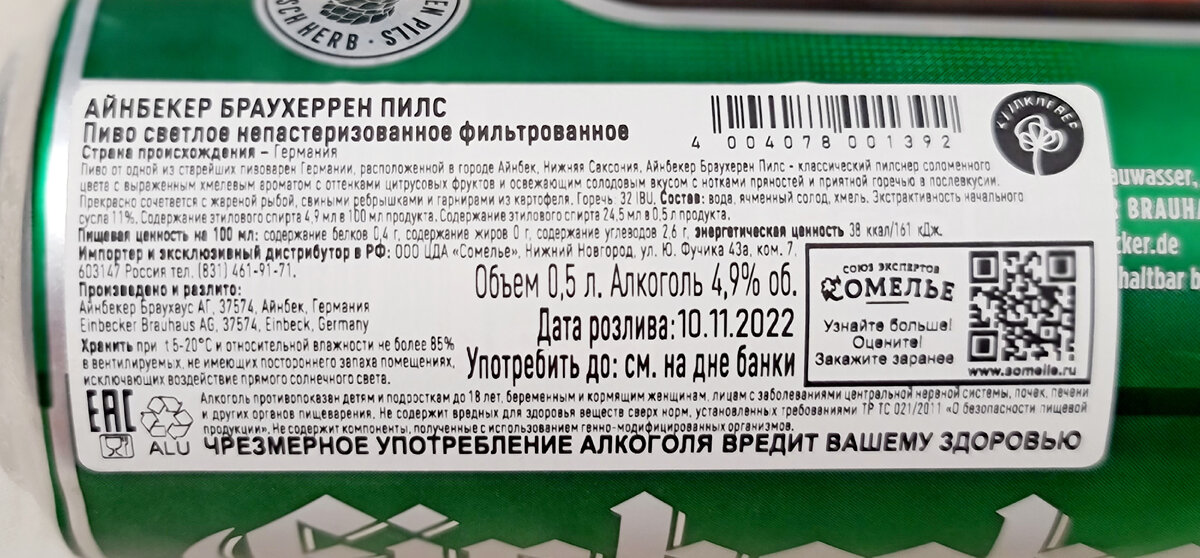 SCH HERB · EN PILS
АЙНБЕКЕР БРАУХЕРРЕН ПИЛС
Пиво светлое непастеризованное фильтрованное
Страна происхождения – Германия
4 004078 001392
Пиво от одной из старейших пивоварен Германии, расположенной в городе Айнбек, Нижняя Саксония. Айнбекер Браухерен Пилс - классический пилснер соломенного
цвета с выраженным хмелевым ароматом с оттенками цитрусовых фруктов и освежающим солодовым вкусом с нотками пряностей и приятной горечью в послевкусии.
Прекрасно сочетается с жареной рыбой, свиными ребрышками и гарнирами из картофеля. Горечь: 32 IBU. Состав: вода, ячменный солод, хмель. Экстрактивность начального
сусла 11%. Содержание этилового спирта 4,9 мл в 100 мл продукта. Содержание этилового спирта 24,5 мл в 0,5 л продукта.
Пищевая ценность на 100 мл: содержание белков 0,4 г, содержание жиров 0 г, содержание углеводов 2,6 г, энергетическая ценность 38 ккал/161 кДж.
Импортер и эксклюзивный дистрибутор в РФ: ООО ЦДА «Сомелье», Нижний Новгород, ул. Ю. Фучика 43а, ком. 7,
603147 Россия тел. (831) 461-91-71.
Произведено и разлито:
Айнбекер Браухаус АГ, 37574, Айнбек, Германия
Einbecker Brauhaus AG, 37574, Einbeck, Germany
Хранить при t 5-20°С и относительной влажности не более 85%
в вентилируемых, не имеющих постороннего запаха помещениях,
исключающих воздействие прямого солнечного света.
Объем 0,5 л. Алкоголь 4,9% об.
Дата розлива: 10.11.2022
Употребить до: см. на дне банки
СОЮЗ ЭКСПЕРТОВ
СОМЕЛЬЕ
Узнайте больше!
Оцените!
Закажите заранее
www.somelie.ru
auwasser,
BRAUHA
cker.de
haltbar b
EAC
ALU
Алкоголь противопоказан детям и подросткам до 18 лет, беременным и кормящим женщинам, лицам с заболеваниями центральной нервной системы, почек, печени
и других органов пищеварения. Не содержит вредных для здоровья веществ сверх норм, установленных требованиями ТР ТС 021/2011 «О безопасности пищевой
продукции». Не содержит компоненты, полученные с использованием генно-модифицированных организмов.
ЧРЕЗМЕРНОЕ УПОТРЕБЛЕНИЕ АЛКОГОЛЯ ВРЕДИТ ВАШЕМУ ЗДОРОВЬЮ